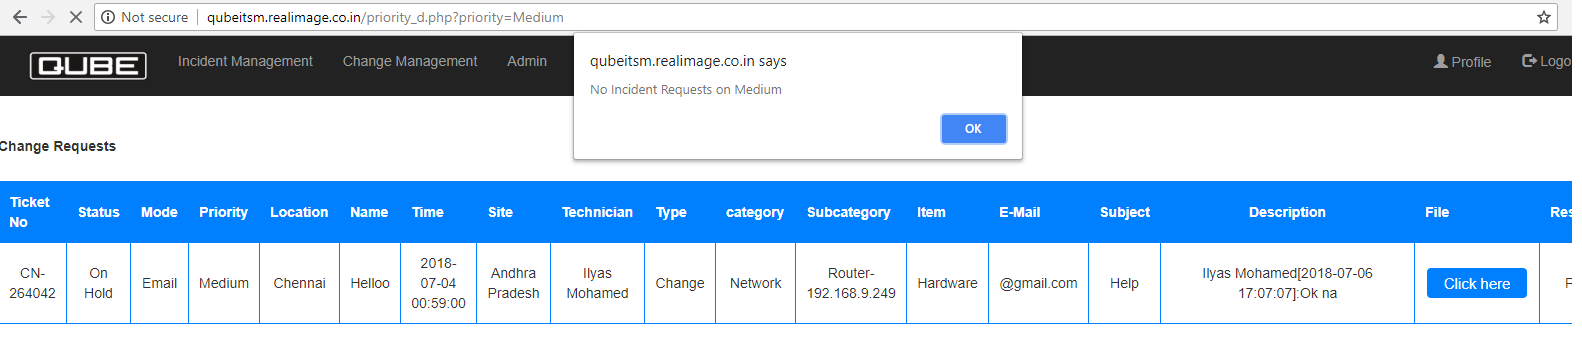 Not secure | qubeitsm.realimage.co.in/priority_d.php?priority=Medium
QUBE
Incident Management
Change Management
Admin
Profile
Logo
qubeitsm.realimage.co.in says
No Incident Requests on Medium
OK
Change Requests
Ticket No Status Mode Priority Location Name Time Site Technician Type category Subcategory Item E-Mail Subject Description File Res
CN-
264042
On
Hold
Email
Medium
Chennai
Helloo
2018-
07-04
00:59:00
Andhra
Pradesh
Ilyas
Mohamed
Change
Network
Router-
192.168.9.249
Hardware
@gmail.com
Help
Ilyas Mohamed[2018-07-06
17:07:07]:Ok na
Click here
F